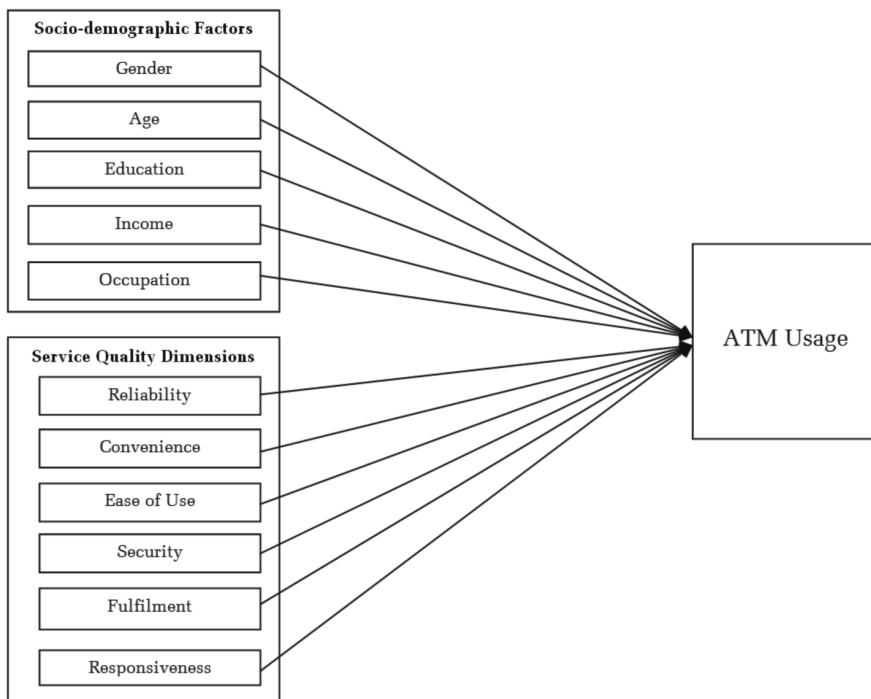 Socio-demographic Factors
Gender
Age
Education
Income
Occupation
Service Quality Dimensions
Reliability
Convenience
Ease of Use
Security
Fulfilment
Responsiveness
ATM Usage